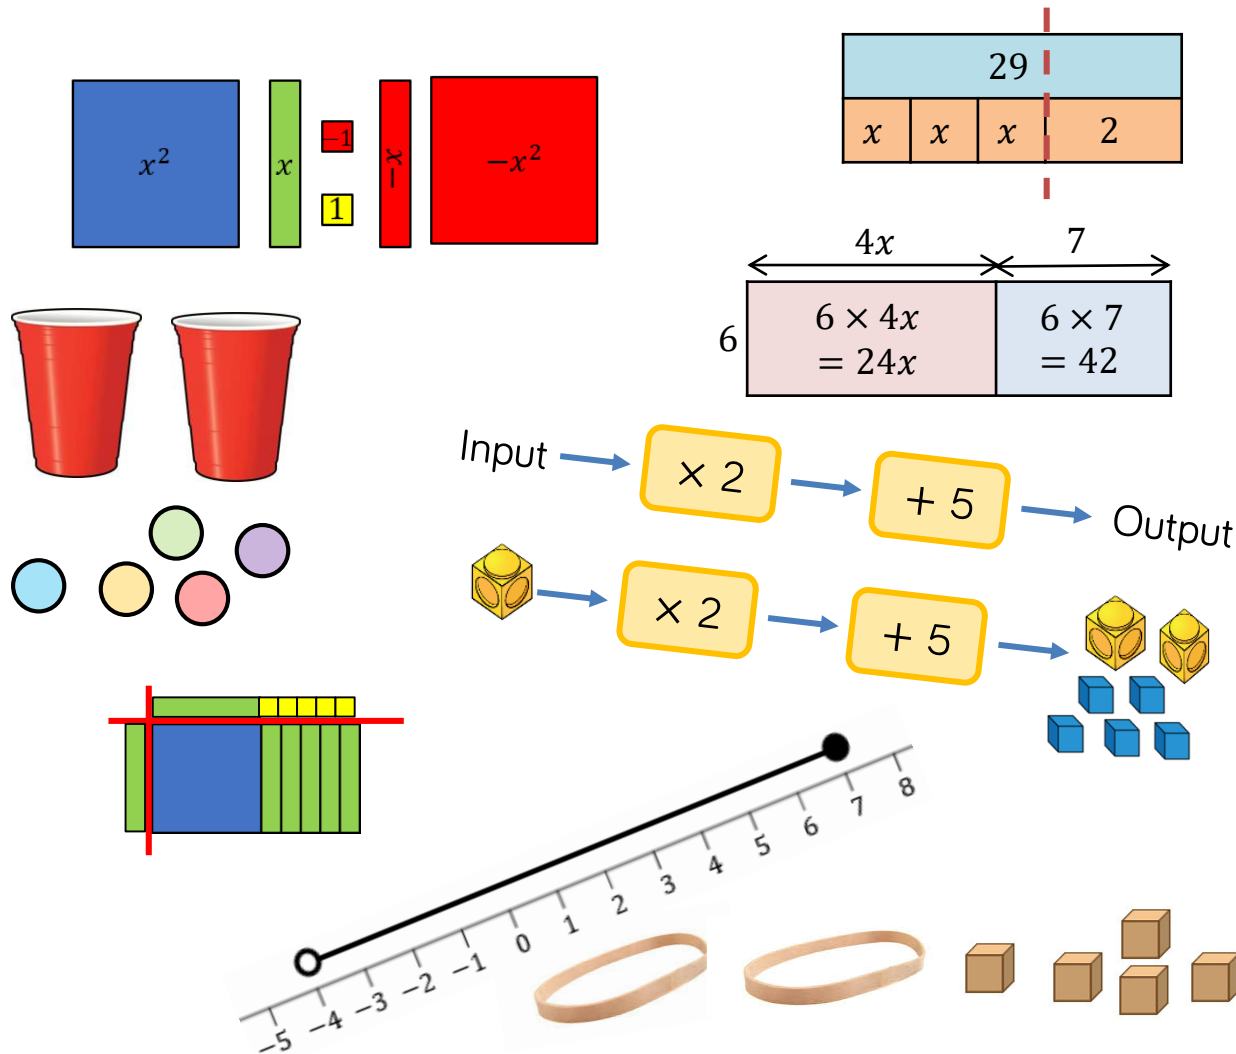 x²
x
−1
1
−x
−x²
29
x x x 2
4x 7
6
6 × 4x
= 24x
6 × 7
= 42
Input
× 2
+ 5
Output
× 2
+ 5
−5 −4 −3 −2 −1 0 1 2 3 4 5 6 7 8